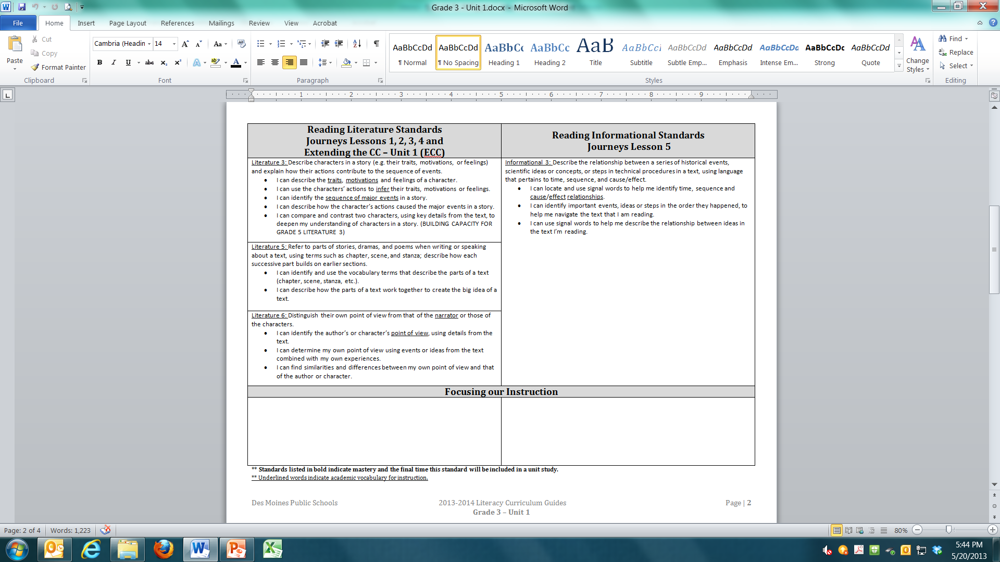 Grade 3 - Unit 1.docx - Microsoft Word
File Home Insert Page Layout References Mailings Review View Acrobat
Paste
Cut
Copy
Format Painter
Clipboard
Cambria (Headin 14
Font
Paragraph
AaBbCcDd AaBbCcDd AaBbCc AaBbCc AaB AaBbCcI AaBbCcDd AaBbCcDd AaBbCcDd AaBbCcDc AaBbCcDd
¶ Normal ¶ No Spacing Heading 1 Heading 2 Title Subtitle Subtle Emp... Emphasis Intense Em... Strong Quote
Styles
Change Styles
Find
Replace
Select
Editing
1 2 3 4 5 6 7 8 9
Reading Literature Standards
Journeys Lessons 1, 2, 3, 4 and
Extending the CC – Unit 1 (ECC)
Reading Informational Standards
Journeys Lesson 5
Literature 3: Describe characters in a story (e.g. their traits, motivations, or feelings)
and explain how their actions contribute to the sequence of events.
• I can describe the traits, motivations and feelings of a character.
• I can use the characters’ actions to infer their traits, motivations or feelings.
• I can identify the sequence of major events in a story.
• I can describe how the character’s actions caused the major events in a story.
• I can compare and contrast two characters, using key details from the text, to
deepen my understanding of characters in a story. (BUILDING CAPACITY FOR
GRADE 5 LITERATURE 3)
Informational 3: Describe the relationship between a series of historical events,
scientific ideas or concepts, or steps in technical procedures in a text, using language
that pertains to time, sequence, and cause/effect.
• I can locate and use signal words to help me identify time, sequence and
cause/effect relationships.
• I can identify important events, ideas or steps in the order they happened, to
help me navigate the text that I am reading.
• I can use signal words to help me describe the relationship between ideas in
the text I’m reading.
Literature 5: Refer to parts of stories, dramas, and poems when writing or speaking
about a text, using terms such as chapter, scene, and stanza; describe how each
successive part builds on earlier sections.
• I can identify and use the vocabulary terms that describe the parts of a text
(chapter, scene, stanza, etc.).
• I can describe how the parts of a text work together to create the big idea of a
text.
Literature 6: Distinguish their own point of view from that of the narrator or those of
the characters.
• I can identify the author’s or character’s point of view, using details from the
text.
• I can determine my own point of view using events or ideas from the text
combined with my own experiences.
• I can find similarities and differences between my own point of view and that
of the author or character.
Focusing our Instruction
** Standards listed in bold indicate mastery and the final time this standard will be included in a unit study.
** Underlined words indicate academic vocabulary for instruction.
Des Moines Public Schools 2013-2014 Literacy Curriculum Guides Page | 2
Grade 3 – Unit 1
Page: 2 of 4 Words: 1,223 80%
5:44 PM
5/20/2013